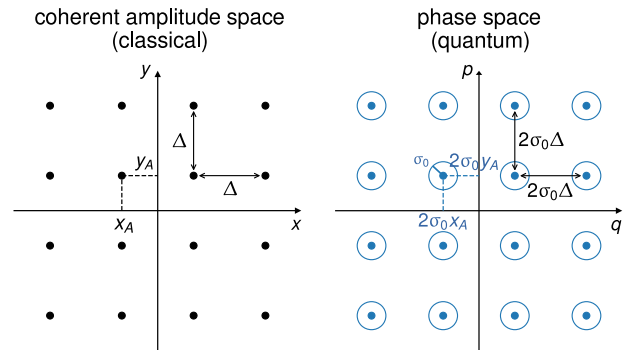 coherent amplitude space
(classical)
y
Δ
y_A
Δ
x_A
x
phase space
(quantum)
p
2σ₀Δ
σ₀
2σ₀y_A
2σ₀Δ
2σ₀x_A
q